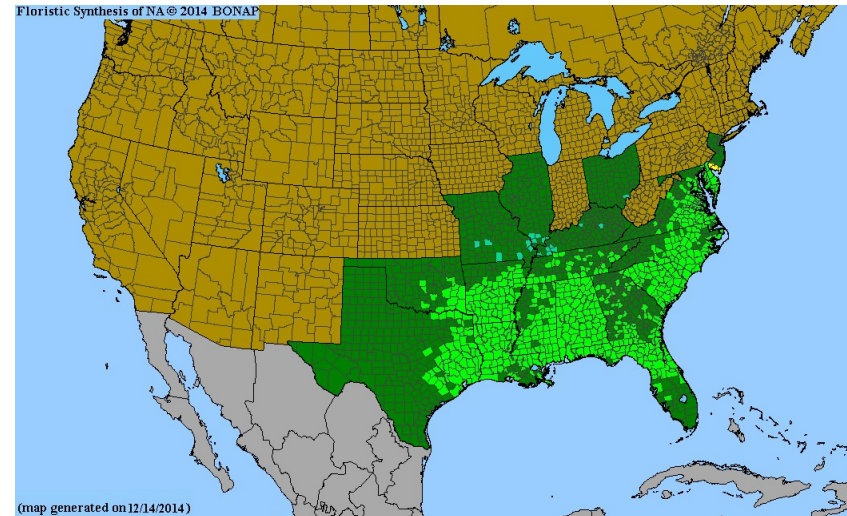 Floristic Synthesis of NA © 2014 BONAP
(map generated on 12/14/2014)